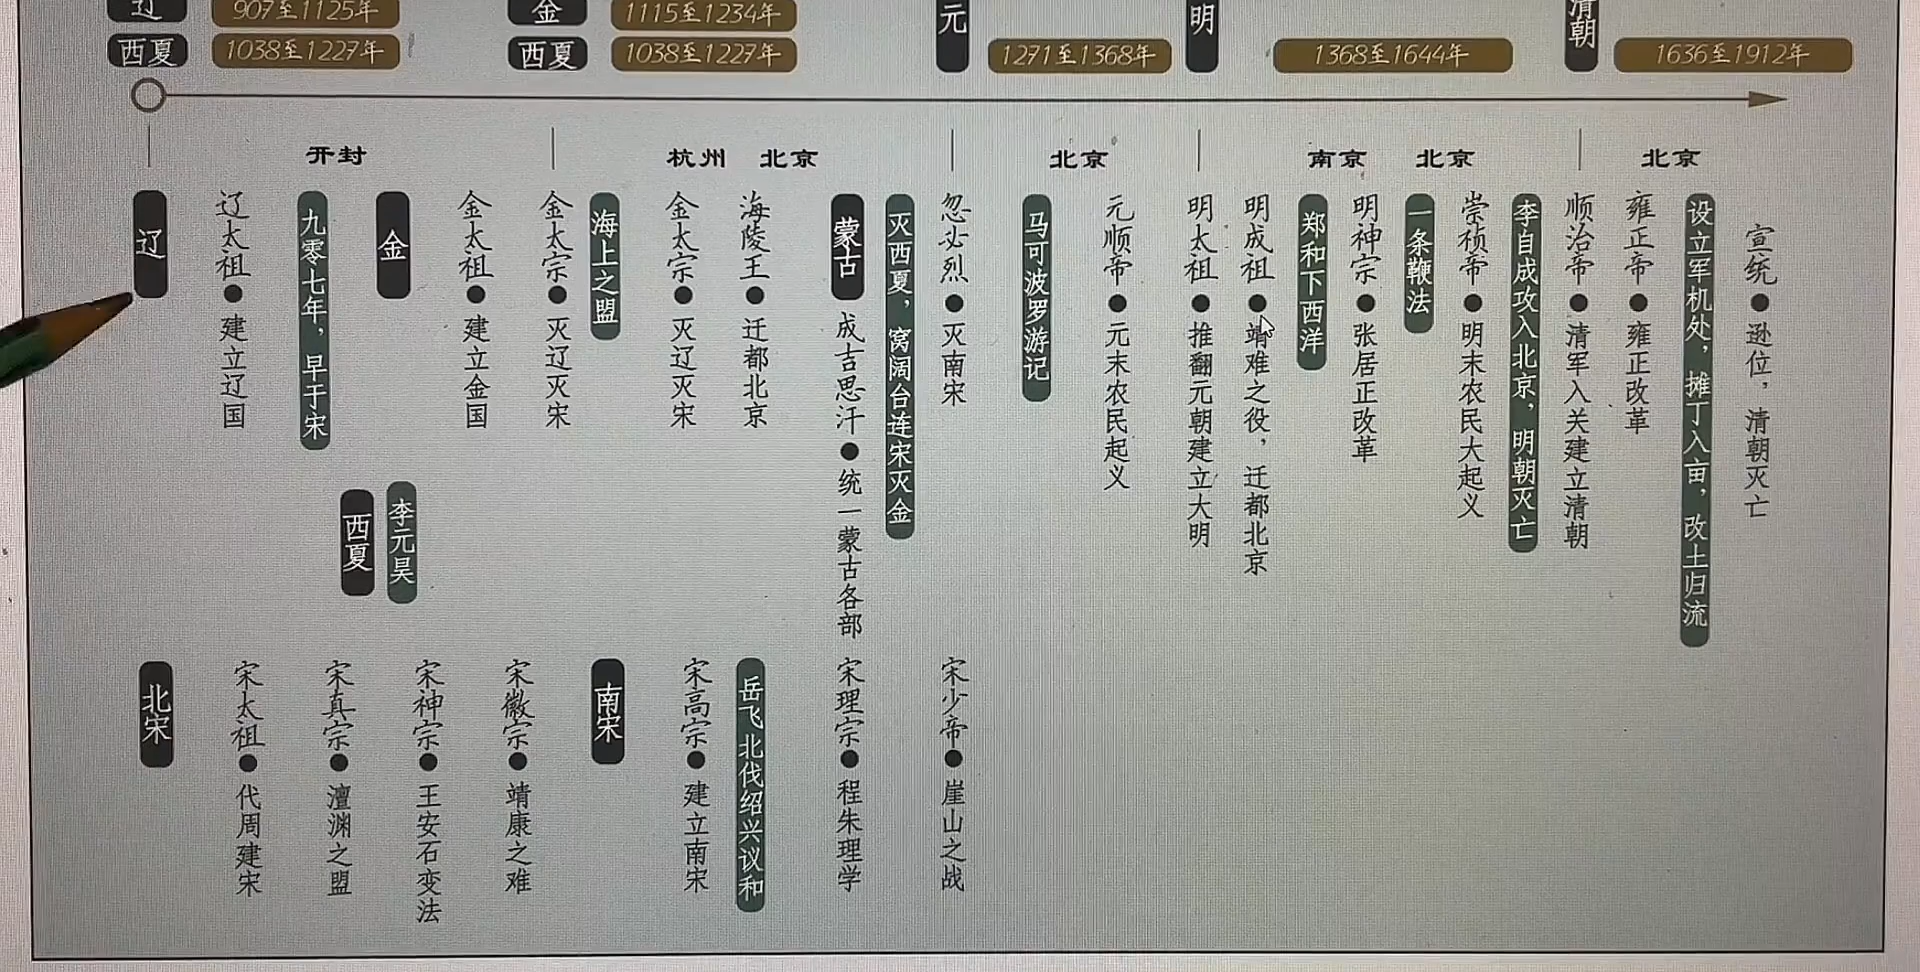 辽 907至1125年
金 1115至1234年
元
明
清朝
西夏 1038至1227年
西夏 1038至1227年
1271至1368年
1368至1644年
1636至1912年
开封
杭州 北京
北京
南京 北京
北京
辽
辽太祖●建立辽国
九零七年，早于宋
金
金太祖●建立金国
金太宗●灭辽灭宋
海上之盟
金太宗●灭辽灭宋
海陵王●迁都北京
蒙古
成吉思汗●统一蒙古各部
灭西夏，窝阔台连宋灭金
忽必烈●灭南宋
马可波罗游记
元顺帝●元末农民起义
明太祖●推翻元朝建立大明
明成祖●靖难之役，迁都北京
郑和下西洋
明神宗●张居正改革
一条鞭法
崇祯帝●明末农民大起义
李自成攻入北京，明朝灭亡
顺治帝●清军入关建立清朝
雍正帝●雍正改革
设立军机处，摊丁入亩，改土归流
宣统●逊位，清朝灭亡
西夏
李元昊
北宋
宋太祖●代周建宋
宋真宗●澶渊之盟
宋神宗●王安石变法
宋徽宗●靖康之难
南宋
宋高宗●建立南宋
岳飞北伐绍兴议和
宋理宗●程朱理学
宋少帝●崖山之战